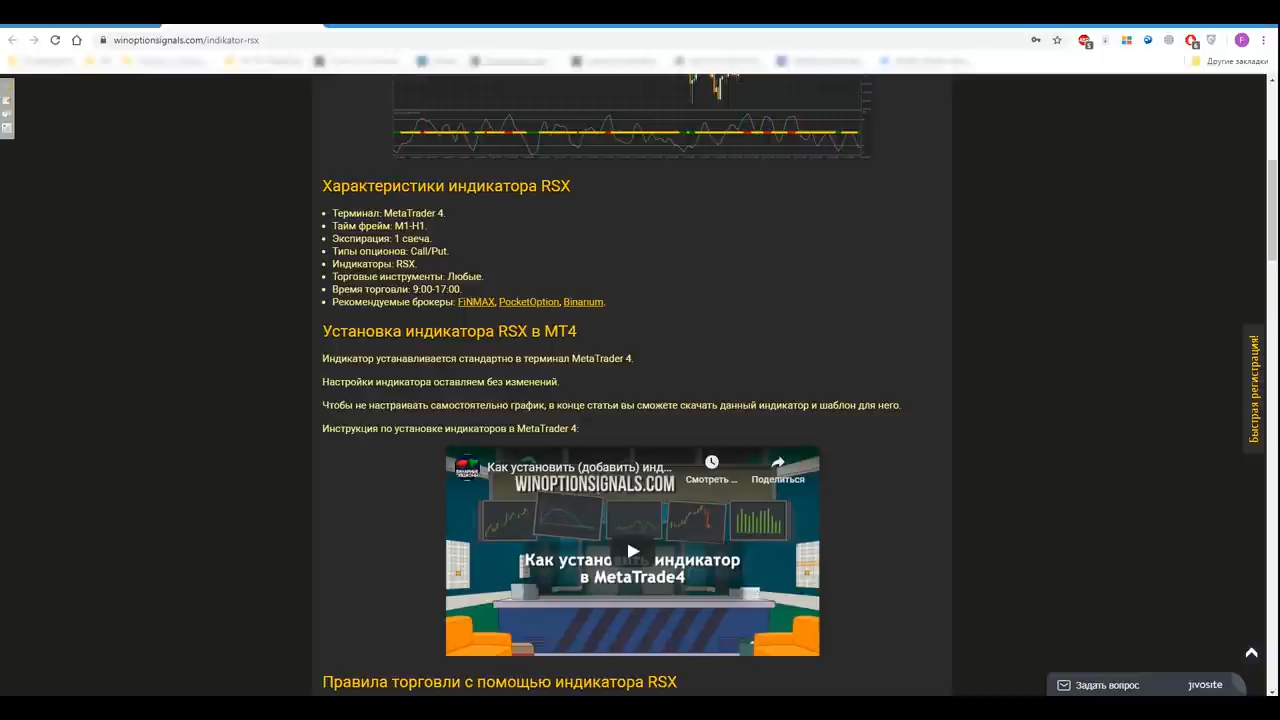 winoptionsignals.com/indikator-rsx
Другие закладки
Характеристики индикатора RSX
Терминал: MetaTrader 4.
Тайм фрейм: M1-H1.
Экспирация: 1 свеча.
Типы опционов: Call/Put.
Индикаторы: RSX.
Торговые инструменты: Любые.
Время торговли: 9:00-17:00.
Рекомендуемые брокеры: FiNMAX, PocketOption, Binarium.
Установка индикатора RSX в MT4
Индикатор устанавливается стандартно в терминал MetaTrader 4.
Настройки индикатора оставляем без изменений.
Чтобы не настраивать самостоятельно график, в конце статьи вы сможете скачать данный индикатор и шаблон для него.
Инструкция по установке индикаторов в MetaTrader 4:
Как установить (добавить) инд...
Смотреть ...
Поделиться
WINOPTIONSIGNALS.COM
Как установить индикатор
в MetaTrade4
Правила торговли с помощью индикатора RSX
Быстрая регистрация!
Задать вопрос
jivosite